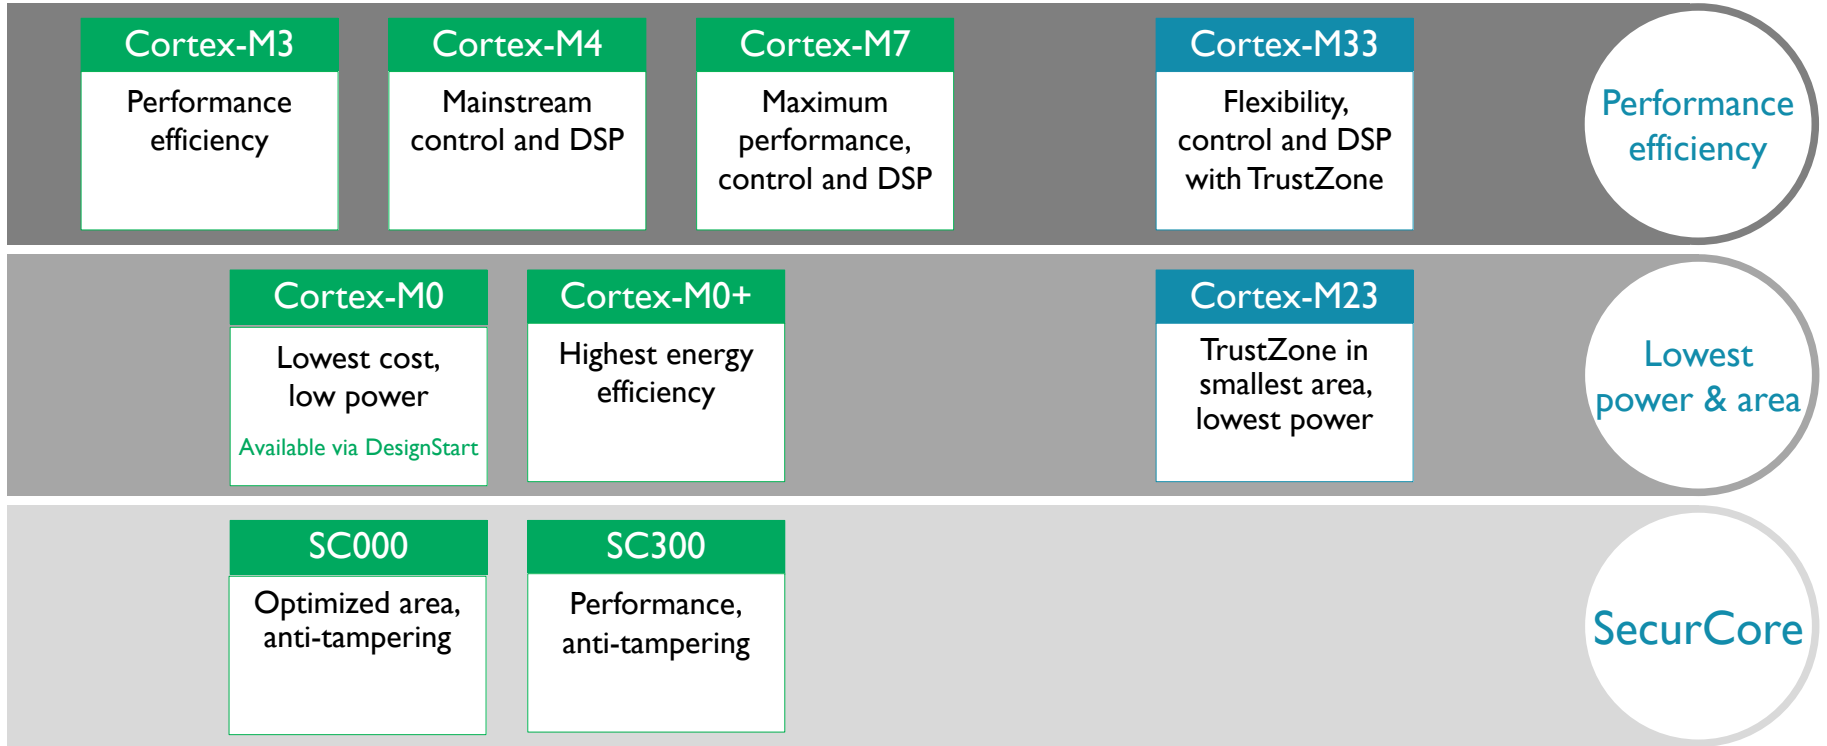 Cortex-M3
Performance
efficiency
Cortex-M4
Mainstream
control and DSP
Cortex-M7
Maximum
performance,
control and DSP
Cortex-M33
Flexibility,
control and DSP
with TrustZone
Performance
efficiency
Cortex-M0
Lowest cost,
low power
Available via DesignStart
Cortex-M0+
Highest energy
efficiency
Cortex-M23
TrustZone in
smallest area,
lowest power
Lowest
power & area
SC000
Optimized area,
anti-tampering
SC300
Performance,
anti-tampering
SecurCore